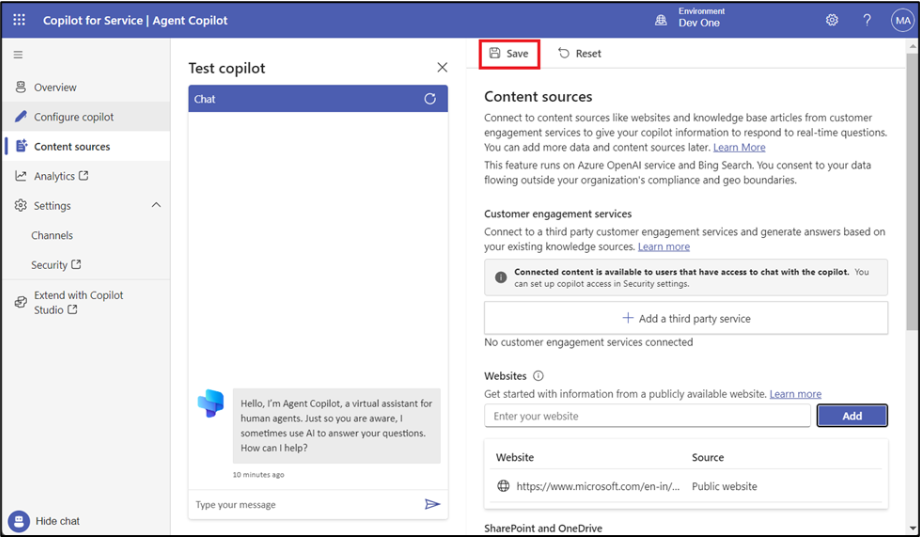 Copilot for Service | Agent Copilot
Environment
Dev One
?
MA
Overview
Configure copilot
Content sources
Analytics
Settings
Channels
Security
Extend with Copilot
Studio
Hide chat
Test copilot
Chat
Hello, I'm Agent Copilot, a virtual assistant for
human agents. Just so you are aware, I
sometimes use AI to answer your questions.
How can I help?
10 minutes ago
Type your message
Save
Reset
Content sources
Connect to content sources like websites and knowledge base articles from customer
engagement services to give your copilot information to respond to real-time questions.
You can add more data and content sources later. Learn More
This feature runs on Azure OpenAI service and Bing Search. You consent to your data
flowing outside your organization's compliance and geo boundaries.
Customer engagement services
Connect to a third party customer engagement services and generate answers based on
your existing knowledge sources. Learn more
Connected content is available to users that have access to chat with the copilot. You
can set up copilot access in Security settings.
Add a third party service
No customer engagement services connected
Websites
Get started with information from a publicly available website. Learn more
Enter your website
Add
Website Source
https://www.microsoft.com/en-in/... Public website
SharePoint and OneDrive